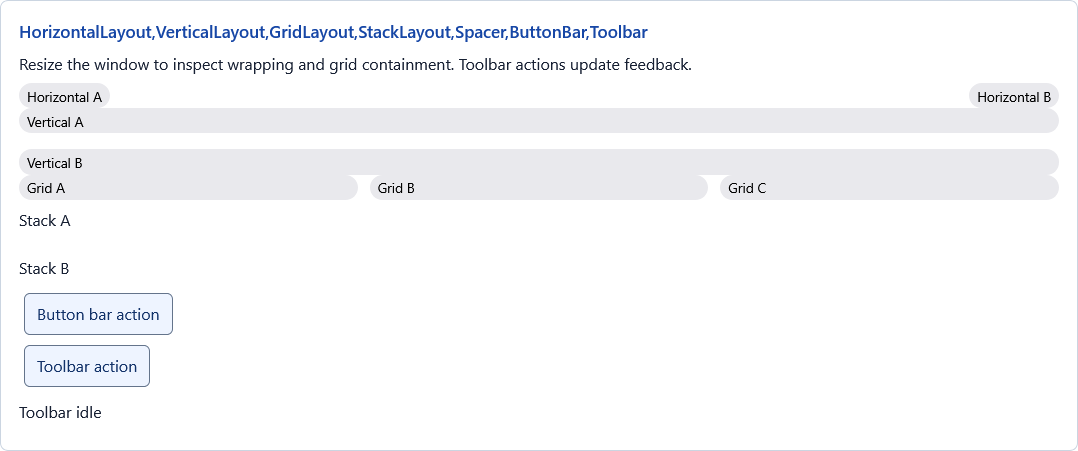 HorizontalLayout,VerticalLayout,GridLayout,StackLayout,Spacer,ButtonBar,Toolbar
Resize the window to inspect wrapping and grid containment. Toolbar actions update feedback.
Horizontal A Horizontal B
Vertical A
Vertical B
Grid A Grid B Grid C
Stack A
Stack B
Button bar action
Toolbar action
Toolbar idle